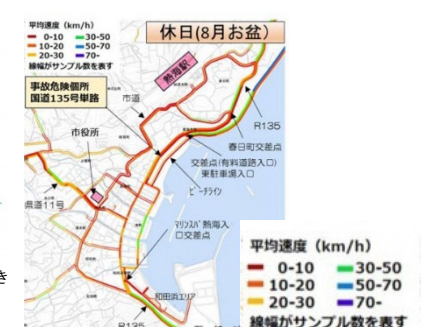 平均速度（km/h）
0-10 30-50
10-20 50-70
20-30 70-
線幅がサンプル数を表す
休日(8月お盆)
熱海駅
事故危険個所
国道135号単路
市道
市役所
R135
春日町交差点
交差点(有料道路入口)
東駐車場入口
ビーチライン
県道11号
マリンスパ熱海入
口交差点
き
和田浜エリア
R135
平均速度（km/h）
0-10 30-50
10-20 50-70
20-30 70-
線幅がサンプル数を表す